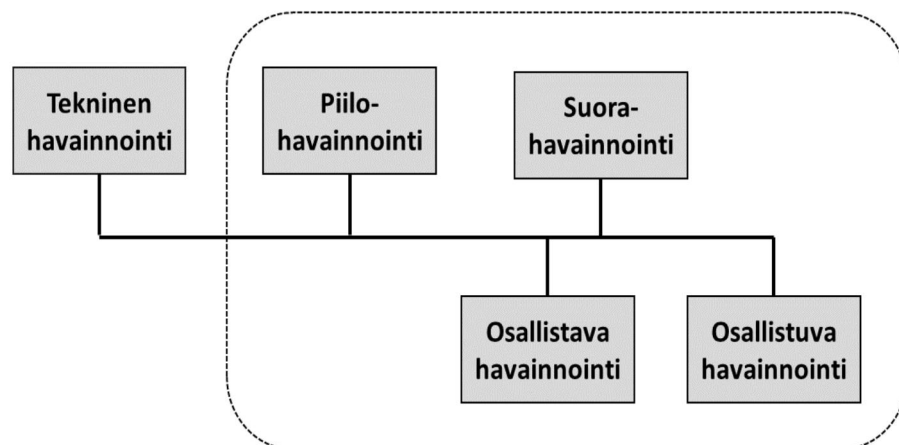 Tekninen
havainnointi
Piilo-
havainnointi
Suora-
havainnointi
Osallistava
havainnointi
Osallistuva
havainnointi